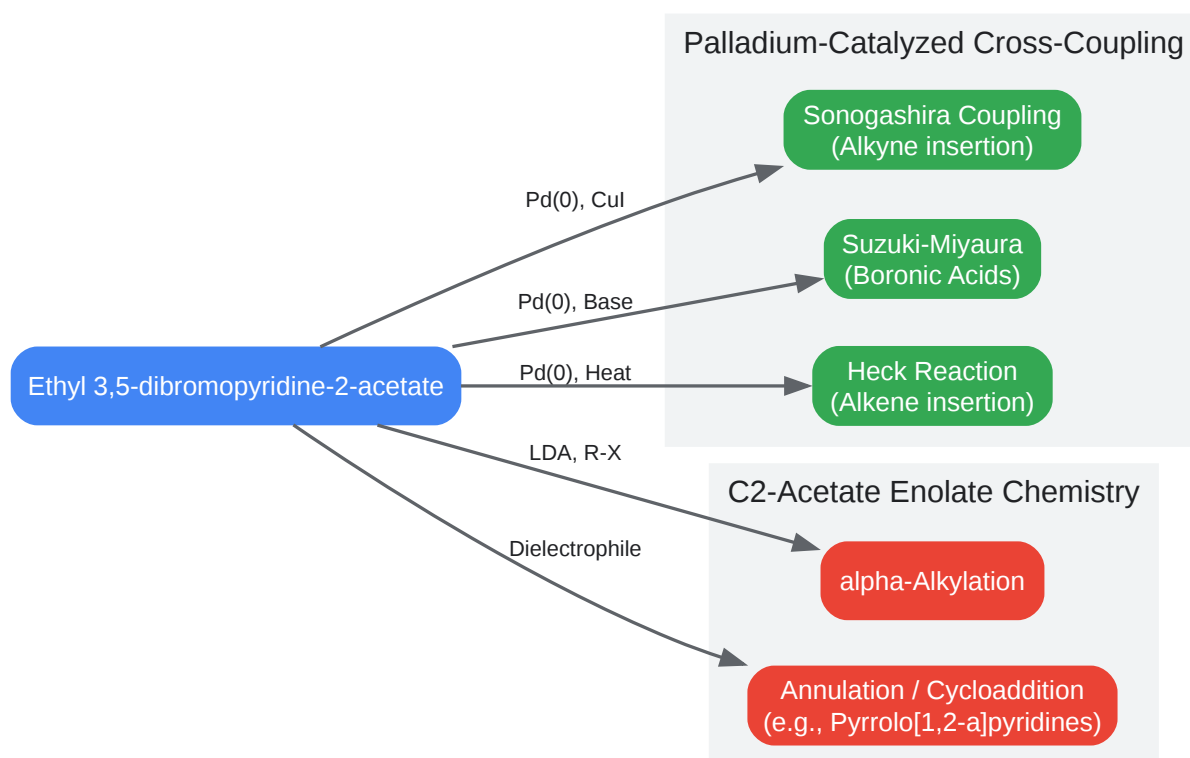 Palladium-Catalyzed Cross-Coupling
Sonogashira Coupling
(Alkyne insertion)
Pd(0), CuI
Suzuki-Miyaura
(Boronic Acids)
Pd(0), Base
Ethyl 3,5-dibromopyridine-2-acetate
Pd(0), Heat
Heck Reaction
(Alkene insertion)
LDA, R-X
C2-Acetate Enolate Chemistry
Dielectrophile
alpha-Alkylation
Annulation / Cycloaddition
(e.g., Pyrrolo[1,2-a]pyridines)